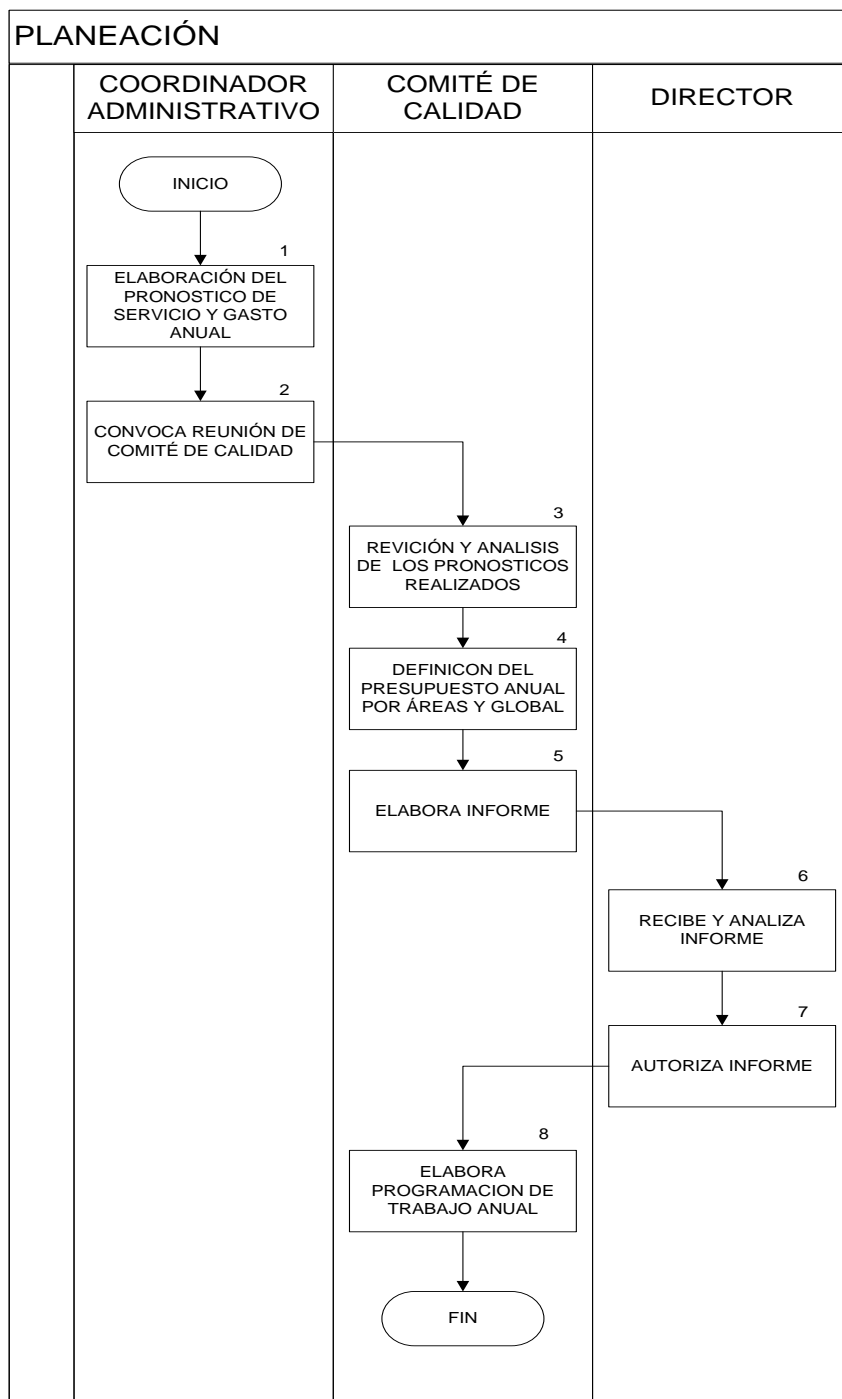 PLANEACIÓN
COORDINADOR
ADMINISTRATIVO
COMITÉ DE
CALIDAD
DIRECTOR
INICIO
1
ELABORACIÓN DEL
PRONOSTICO DE
SERVICIO Y GASTO
ANUAL
2
CONVOCA REUNIÓN DE
COMITÉ DE CALIDAD
3
REVICIÓN Y ANALISIS
DE LOS PRONOSTICOS
REALIZADOS
4
DEFINICON DEL
PRESUPUESTO ANUAL
POR ÁREAS Y GLOBAL
5
ELABORA INFORME
6
RECIBE Y ANALIZA
INFORME
7
AUTORIZA INFORME
8
ELABORA
PROGRAMACION DE
TRABAJO ANUAL
FIN